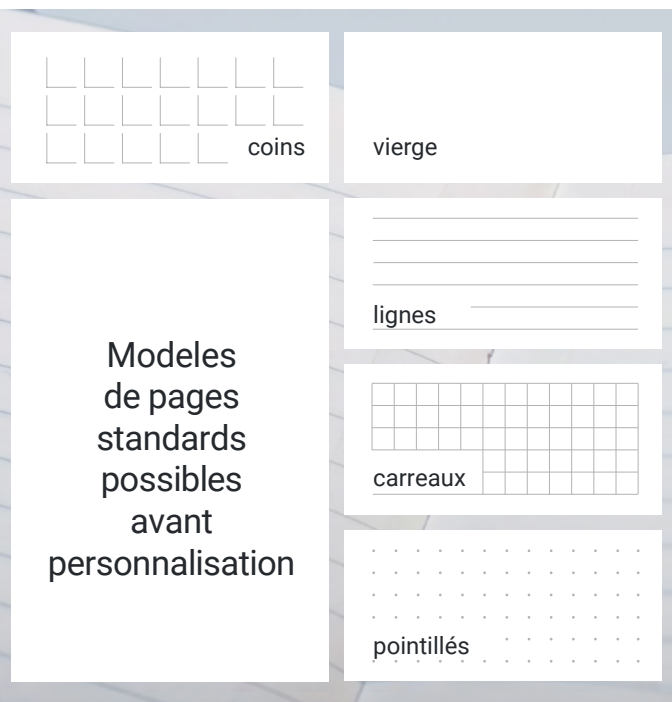 coins
vierge
Modeles
de pages
standards
possibles
avant
personnalisation
lignes
carreaux
pointillés